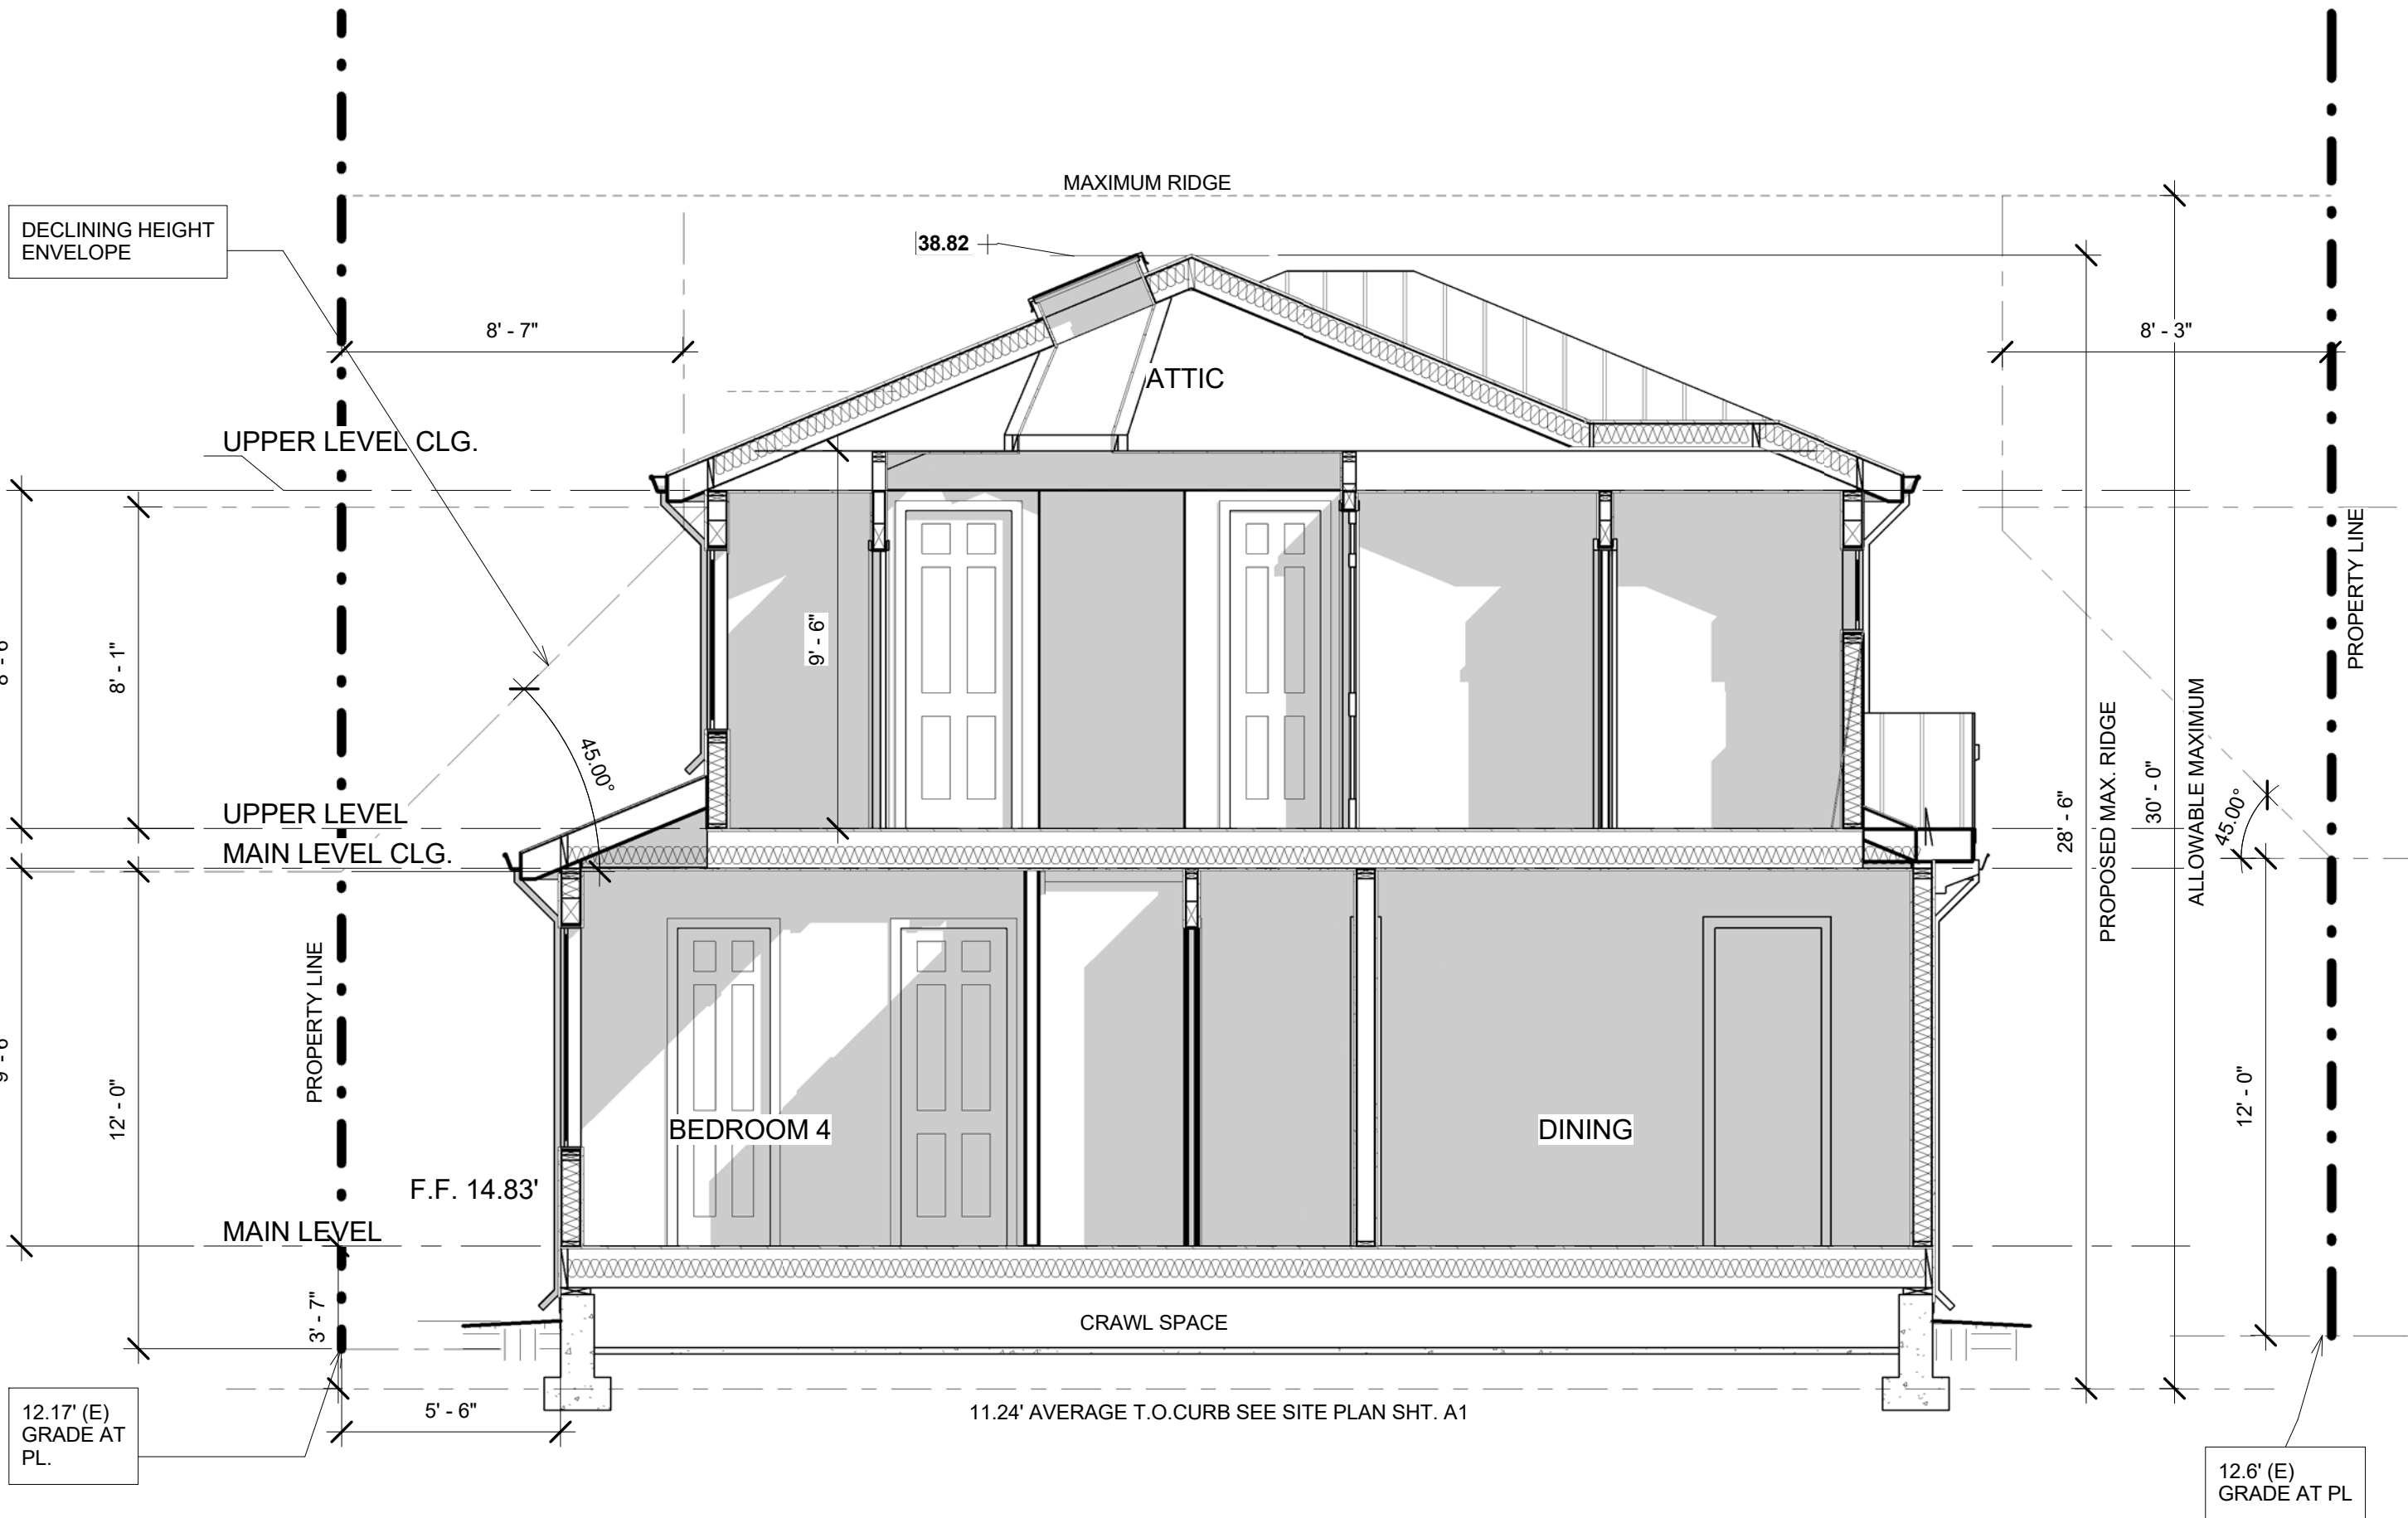 MAXIMUM RIDGE
DECLINING HEIGHT
ENVELOPE
38.82
8' - 7"
8' - 3"
ATTIC
UPPER LEVEL CLG.
PROPERTY LINE
9' - 6"
8' - 1"
45.00°
UPPER LEVEL
MAIN LEVEL CLG.
28' - 6"
PROPOSED MAX. RIDGE
30' - 0"
ALLOWABLE MAXIMUM
45.00°
PROPERTY LINE
12' - 0"
12' - 0"
BEDROOM 4
DINING
F.F. 14.83'
MAIN LEVEL
3' - 7"
CRAWL SPACE
5' - 6"
11.24' AVERAGE T.O.CURB SEE SITE PLAN SHT. A1
12.17' (E)
GRADE AT
PL.
12.6' (E)
GRADE AT PL